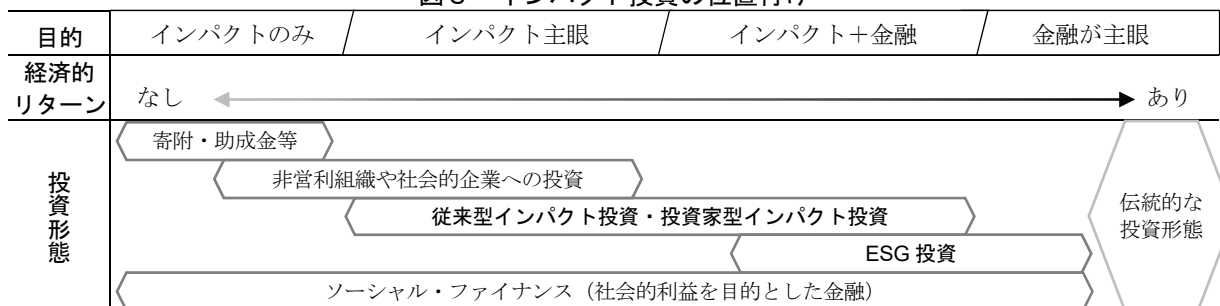 目的
インパクトのみ
インパクト主眼
インパクト+金融
金融が主眼
経済的
リターン
なし
あり
投資形態
寄附・助成金等
非営利組織や社会的企業への投資
従来型インパクト投資・投資家型インパクト投資
ESG 投資
ソーシャル・ファイナンス（社会的利益を目的とした金融）
伝統的な
投資形態